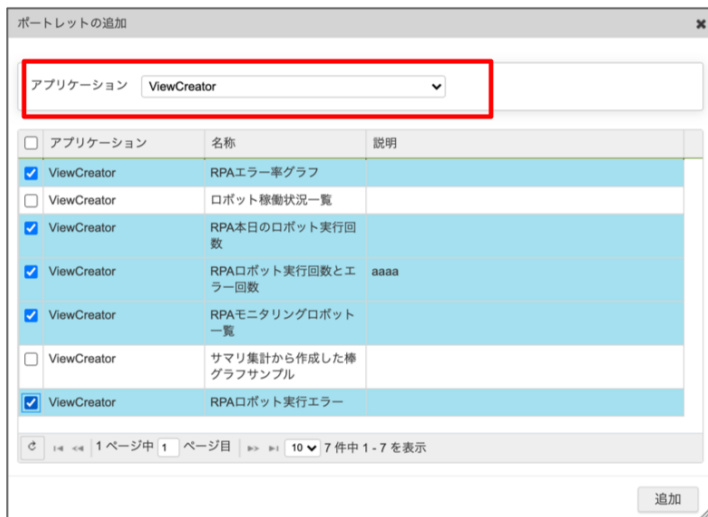 ポートレットの追加
アプリケーション ViewCreator
アプリケーション 名称 説明
ViewCreator RPAエラー率グラフ
ViewCreator ロボット稼働状況一覧
ViewCreator RPA本日のロボット実行回
数
ViewCreator RPAロボット実行回数とエ aaaa
ラー回数
ViewCreator RPAモニタリングロボット
一覧
ViewCreator サマリ集計から作成した棒
グラフサンプル
ViewCreator RPAロボット実行エラー
1 ページ中 1 ページ目 10 7 件中 1 - 7 を表示
追加